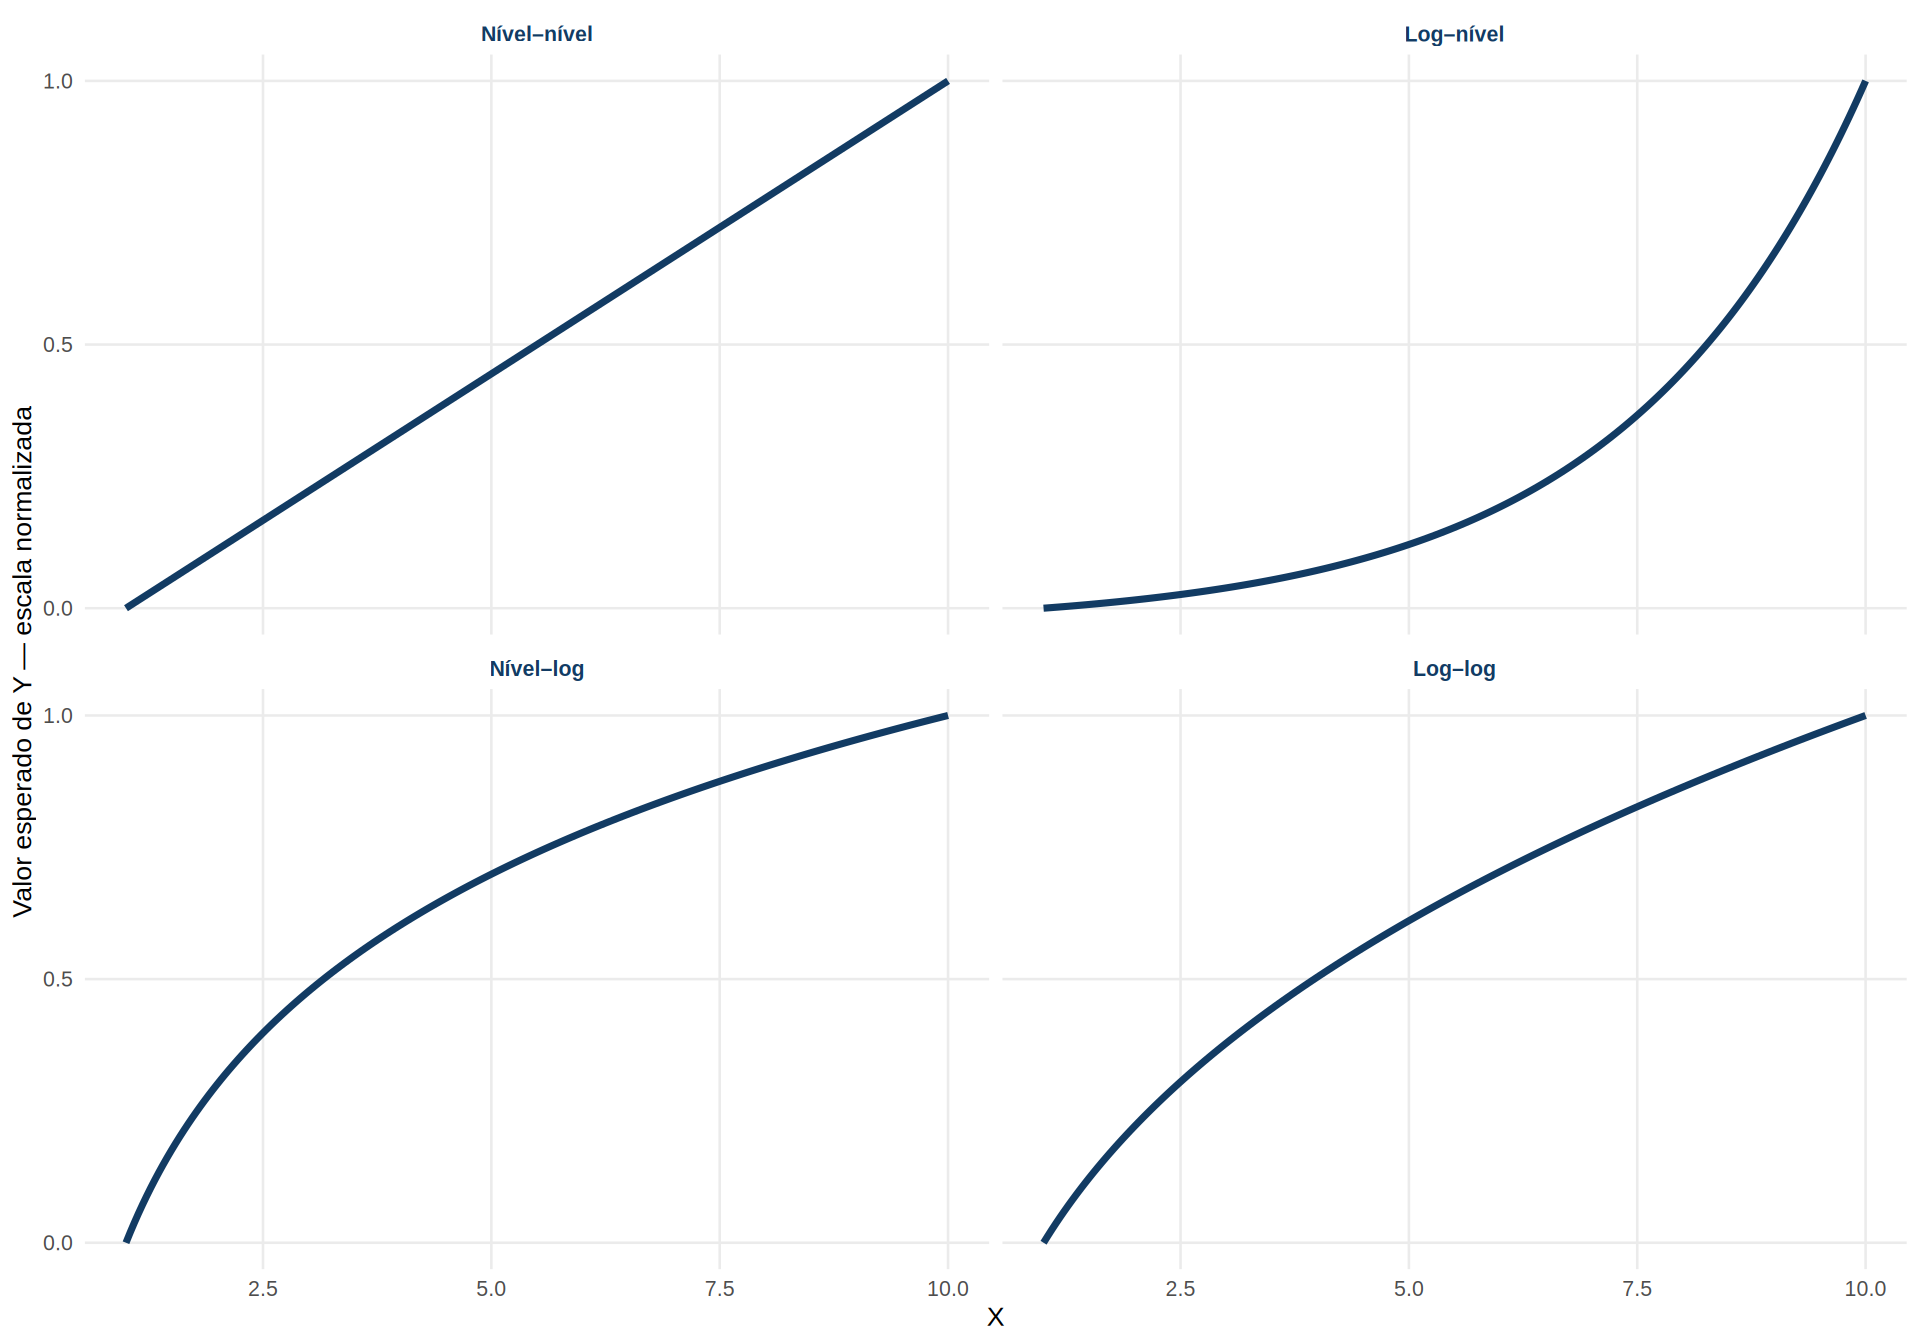 Nível–nível
Log–nível
1.0
0.5
0.0
Nível–log
Log–log
1.0
0.5
0.0
2.5 5.0 7.5 10.0
2.5 5.0 7.5 10.0
X
Valor esperado de Y — escala normalizada